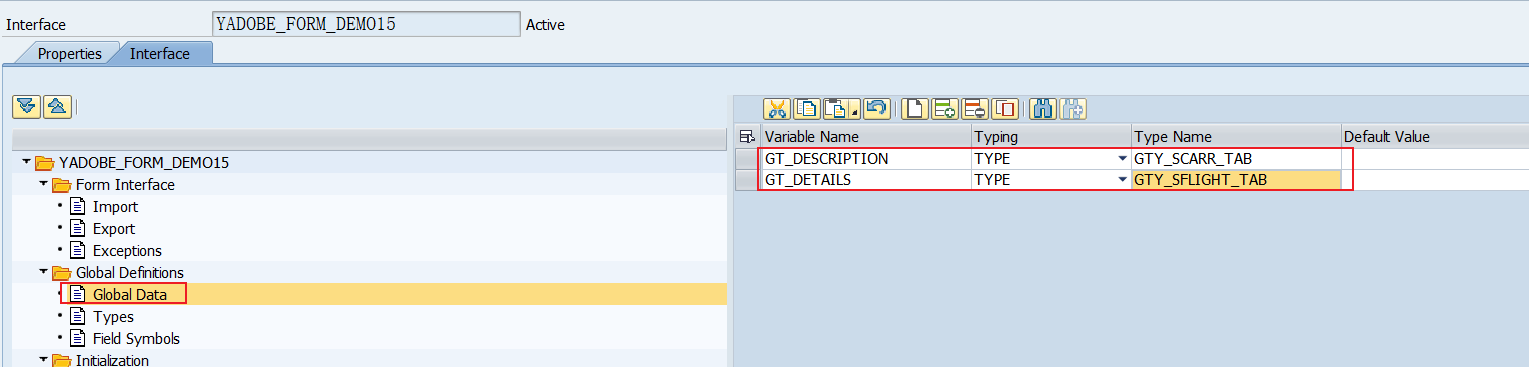 Interface YADOBE_FORM_DEMO15 Active
Properties Interface
Variable Name Typing Type Name Default Value
GT_DESCRIPTION TYPE GTY_SCARR_TAB
GT_DETAILS TYPE GTY_SFLIGHT_TAB
YADOBE_FORM_DEMO15
Form Interface
Import
Export
Exceptions
Global Definitions
Global Data
Types
Field Symbols
Initialization